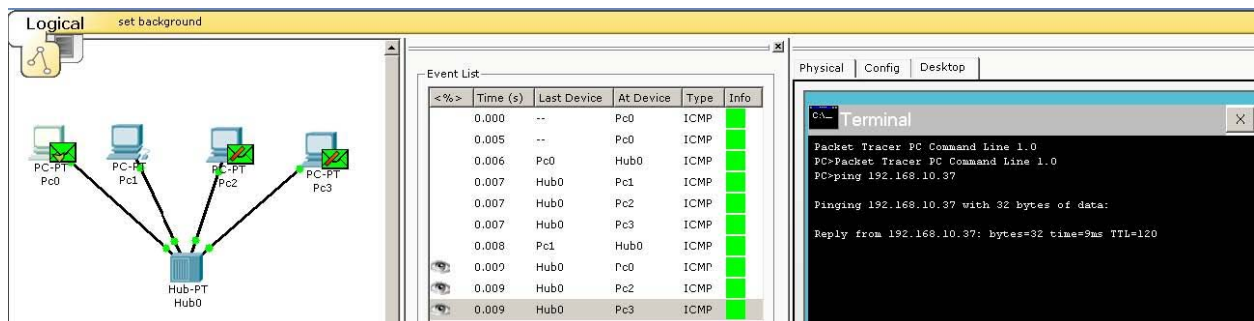 Logical set background
PC-PT
Pc0
PC-PT
Pc1
PC-PT
Pc2
PC-PT
Pc3
Hub-PT
Hub0
Event List
<%> Time (s) Last Device At Device Type Info
0.000 -- Pc0 ICMP
0.005 -- Pc0 ICMP
0.006 Pc0 Hub0 ICMP
0.007 Hub0 Pc1 ICMP
0.007 Hub0 Pc2 ICMP
0.007 Hub0 Pc3 ICMP
0.008 Pc1 Hub0 ICMP
0.009 Hub0 Pc0 ICMP
0.009 Hub0 Pc2 ICMP
0.009 Hub0 Pc3 ICMP
Physical Config Desktop
C:\_ Terminal X
Packet Tracer PC Command Line 1.0
PC>Packet Tracer PC Command Line 1.0
PC>ping 192.168.10.37
Pinging 192.168.10.37 with 32 bytes of data:
Reply from 192.168.10.37: bytes=32 time=9ms TTL=120